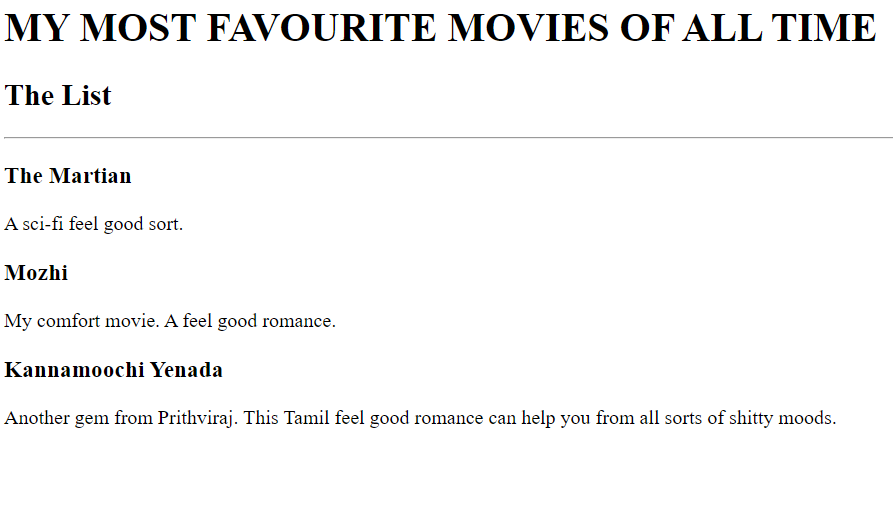 MY MOST FAVOURITE MOVIES OF ALL TIME
The List
The Martian
A sci-fi feel good sort.
Mozhi
My comfort movie. A feel good romance.
Kannamoochi Yenada
Another gem from Prithviraj. This Tamil feel good romance can help you from all sorts of shitty moods.